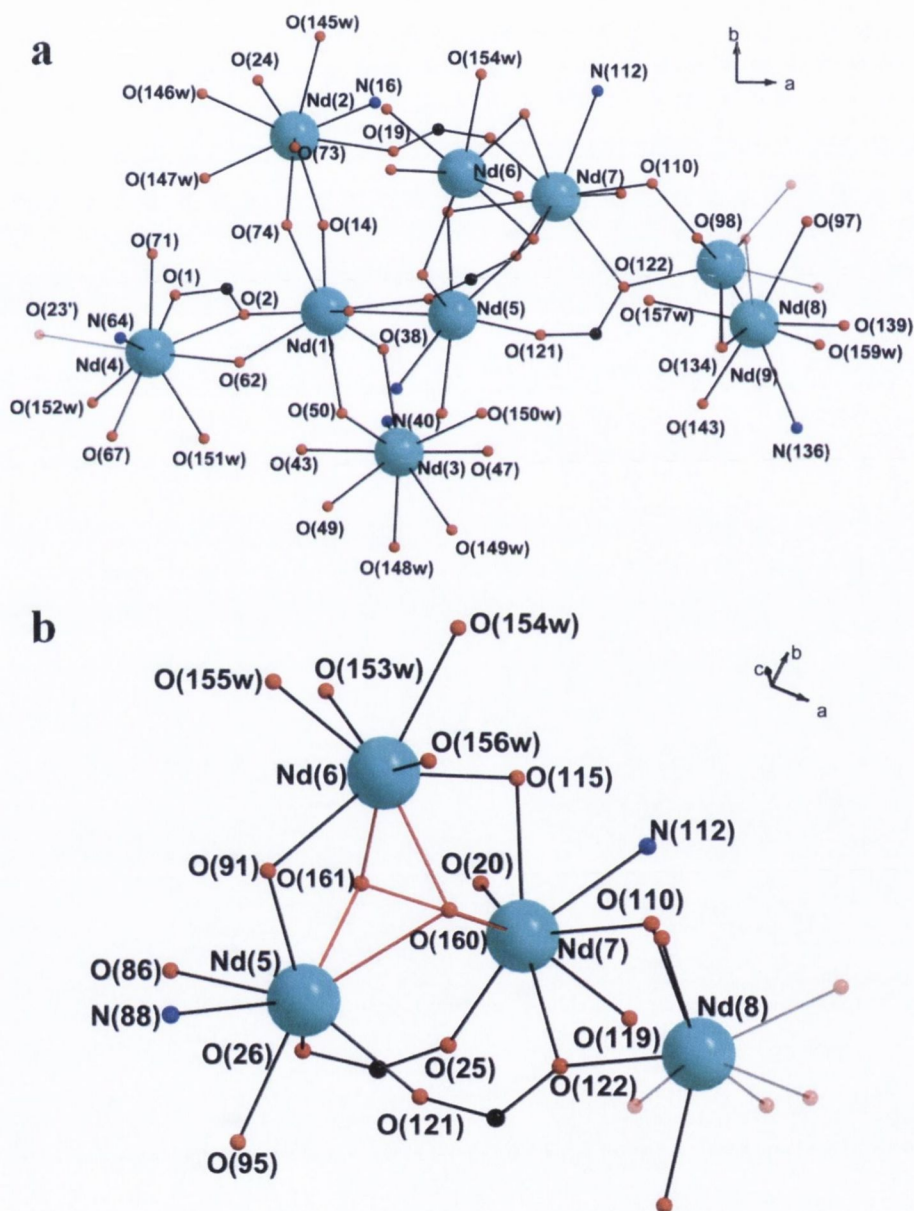 a
O(145w)
O(24)
O(154w)
b
a
O(146w)
N(16)
N(112)
Nd(2)
O(19)
O(73)
O(147w)
Nd(6)
Nd(7)
O(110)
O(74)
O(14)
O(98)
O(97)
O(71)
O(1)
O(2)
O(122)
O(23')
N(64)
Nd(5)
O(157w)
Nd(8)
O(139)
Nd(4)
Nd(1)
O(38)
O(121)
O(134)
O(159w)
O(62)
Nd(9)
O(152w)
O(50)
N(40)
O(150w)
O(143)
N(136)
O(67)
O(151w)
O(43)
Nd(3)
O(47)
O(49)
O(149w)
O(148w)
b
O(154w)
O(155w)
O(153w)
c
b
a
O(156w)
Nd(6)
O(115)
N(112)
O(91)
O(161)
O(20)
O(110)
O(160)
Nd(7)
Nd(5)
O(86)
Nd(8)
N(88)
O(26)
O(25)
O(119)
O(122)
O(121)
O(95)